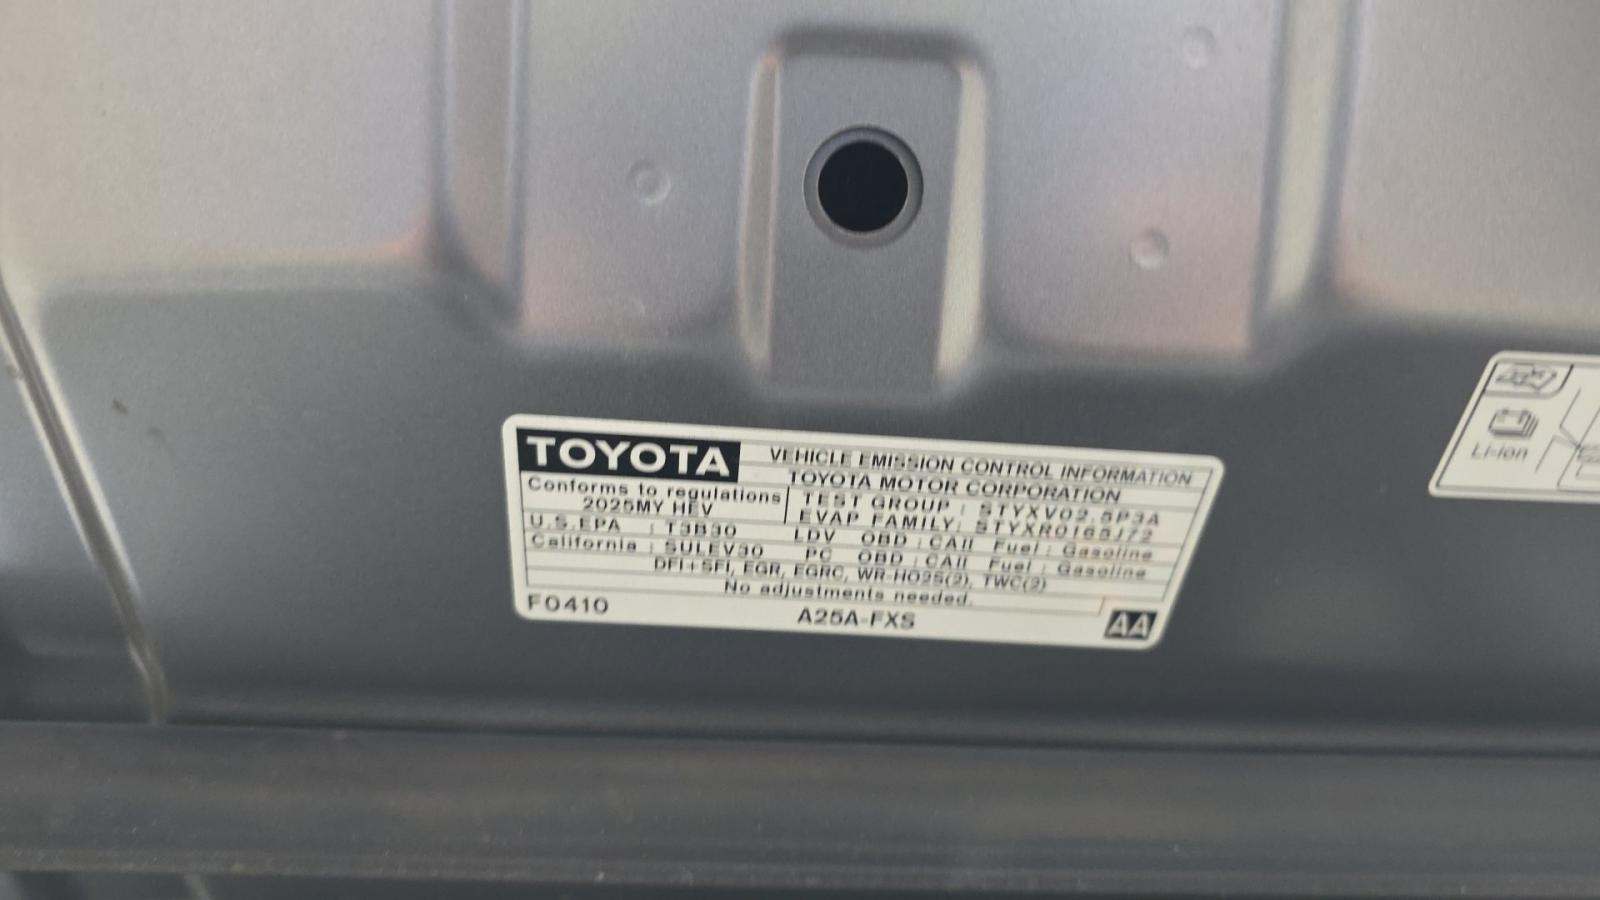 TOYOTA VEHICLE EMISSION CONTROL INFORMATION
TOYOTA MOTOR CORPORATION
Conforms to regulations
2025MY HEV
TEST GROUP : STYXV02.5P3A
EVAP FAMILY: STYXR0165J72
U.S.EPA : T3B30 LDV OBD : CAII Fuel : Gasoline
California : SULEV30 PC OBD : CAII Fuel : Gasoline
DFI+SFI, EGR, EGRC, WR-HO2S(2), TWC(2)
No adjustments needed.
F0410 A25A-FXS AA
Li-ion